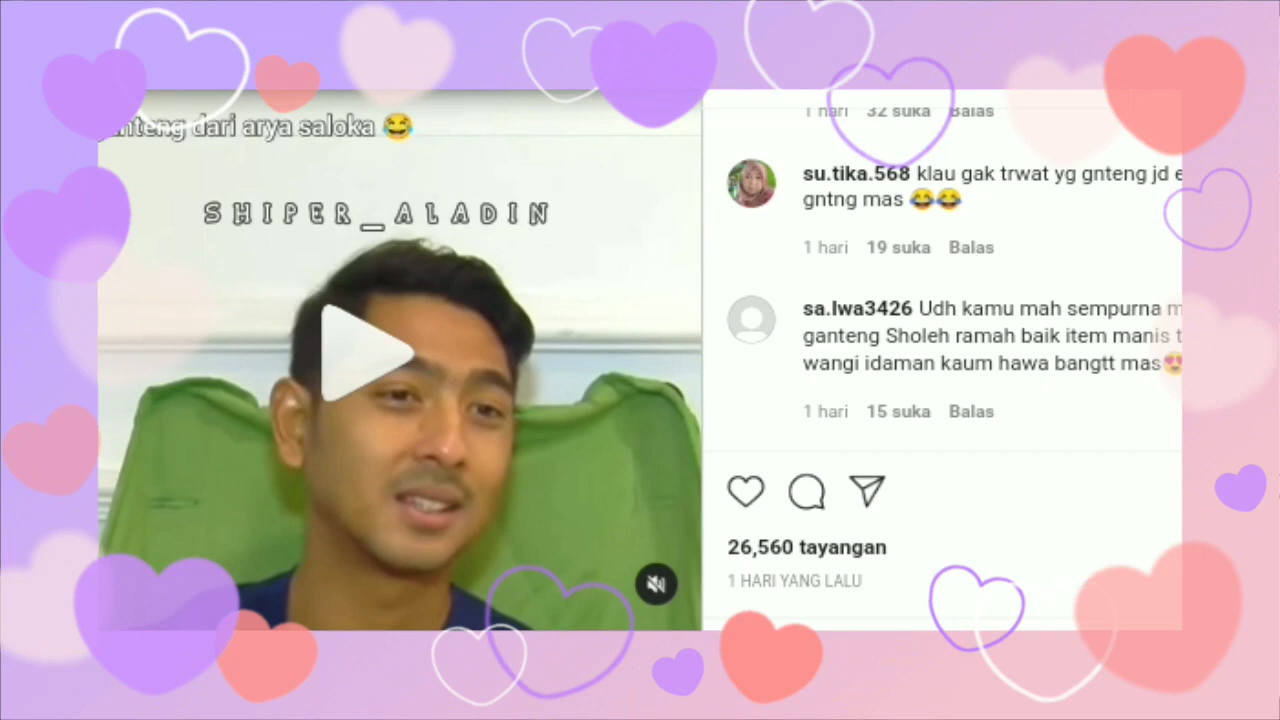 dari arya saloka 😂
SHIPER_ALADIN
1 hari 32 suka Balas
su.tika.568 klau gak trwat yg gnteng jd
gntng mas 😂😂
1 hari 19 suka Balas
sa.lwa3426 Udh kamu mah sempurna
ganteng Sholeh ramah baik item manis
wangi idaman kaum hawa bangtt mas😍
1 hari 15 suka Balas
26,560 tayangan
1 HARI YANG LALU